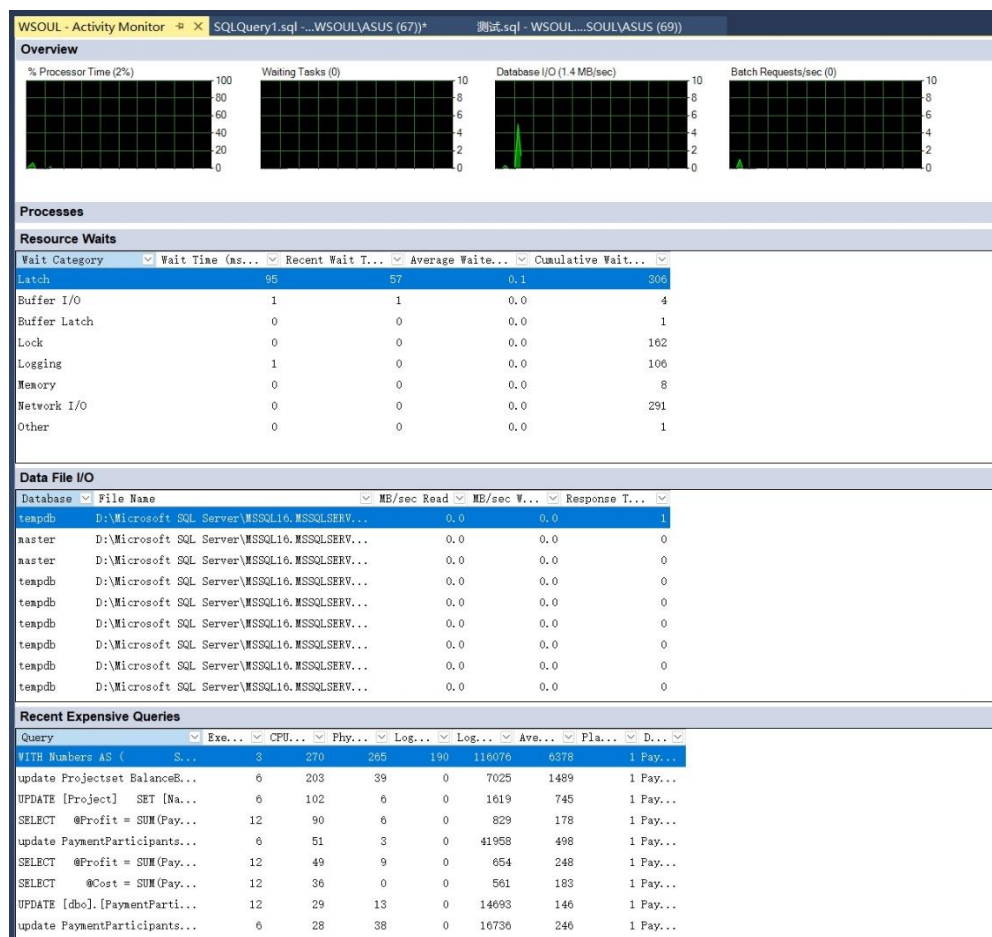 WSOUL - Activity Monitor SQLQuery1.sql -...WSOUL\ASUS (67))* 测试.sql - WSOUL....SOUL\ASUS (69))
Overview
% Processor Time (2%) Waiting Tasks (0) Database I/O (1.4 MB/sec) Batch Requests/sec (0)
100 10 10 10
80 8 8 8
60 6 6 6
40 4 4 4
20 2 2 2
0 0 0 0
Processes
Resource Waits
Wait Category Wait Time (ms... Recent Wait T... Average Waite... Cumulative Wait...
Latch 95 57 0.1 306
Buffer I/O 1 1 0.0 4
Buffer Latch 0 0 0.0 1
Lock 0 0 0.0 162
Logging 1 0 0.0 106
Memory 0 0 0.0 8
Network I/O 0 0 0.0 291
Other 0 0 0.0 1
Data File I/O
Database File Name MB/sec Read MB/sec W... Response T...
tempdb D:\Microsoft SQL Server\MSSQL16.MSSQLSERV... 0.0 0.0 1
master D:\Microsoft SQL Server\MSSQL16.MSSQLSERV... 0.0 0.0 0
master D:\Microsoft SQL Server\MSSQL16.MSSQLSERV... 0.0 0.0 0
tempdb D:\Microsoft SQL Server\MSSQL16.MSSQLSERV... 0.0 0.0 0
tempdb D:\Microsoft SQL Server\MSSQL16.MSSQLSERV... 0.0 0.0 0
tempdb D:\Microsoft SQL Server\MSSQL16.MSSQLSERV... 0.0 0.0 0
tempdb D:\Microsoft SQL Server\MSSQL16.MSSQLSERV... 0.0 0.0 0
tempdb D:\Microsoft SQL Server\MSSQL16.MSSQLSERV... 0.0 0.0 0
tempdb D:\Microsoft SQL Server\MSSQL16.MSSQLSERV... 0.0 0.0 0
Recent Expensive Queries
Query Exe... CPU... Phy... Log... Log... Ave... Pla... D...
WITH Numbers AS ( S... 3 270 265 190 116076 6378 1 Pay...
update Projectset BalanceB... 6 203 39 0 7025 1489 1 Pay...
UPDATE [Project] SET [Na... 6 102 6 0 1619 745 1 Pay...
SELECT @Profit = SUM(Pay... 12 90 6 0 829 178 1 Pay...
update PaymentParticipants... 6 51 3 0 41958 498 1 Pay...
SELECT @Profit = SUM(Pay... 12 49 9 0 654 248 1 Pay...
SELECT @Cost = SUM(Pay... 12 36 0 0 561 183 1 Pay...
UPDATE [dbo].[PaymentParti... 12 29 13 0 14693 146 1 Pay...
update PaymentParticipants... 6 28 38 0 16736 246 1 Pay...